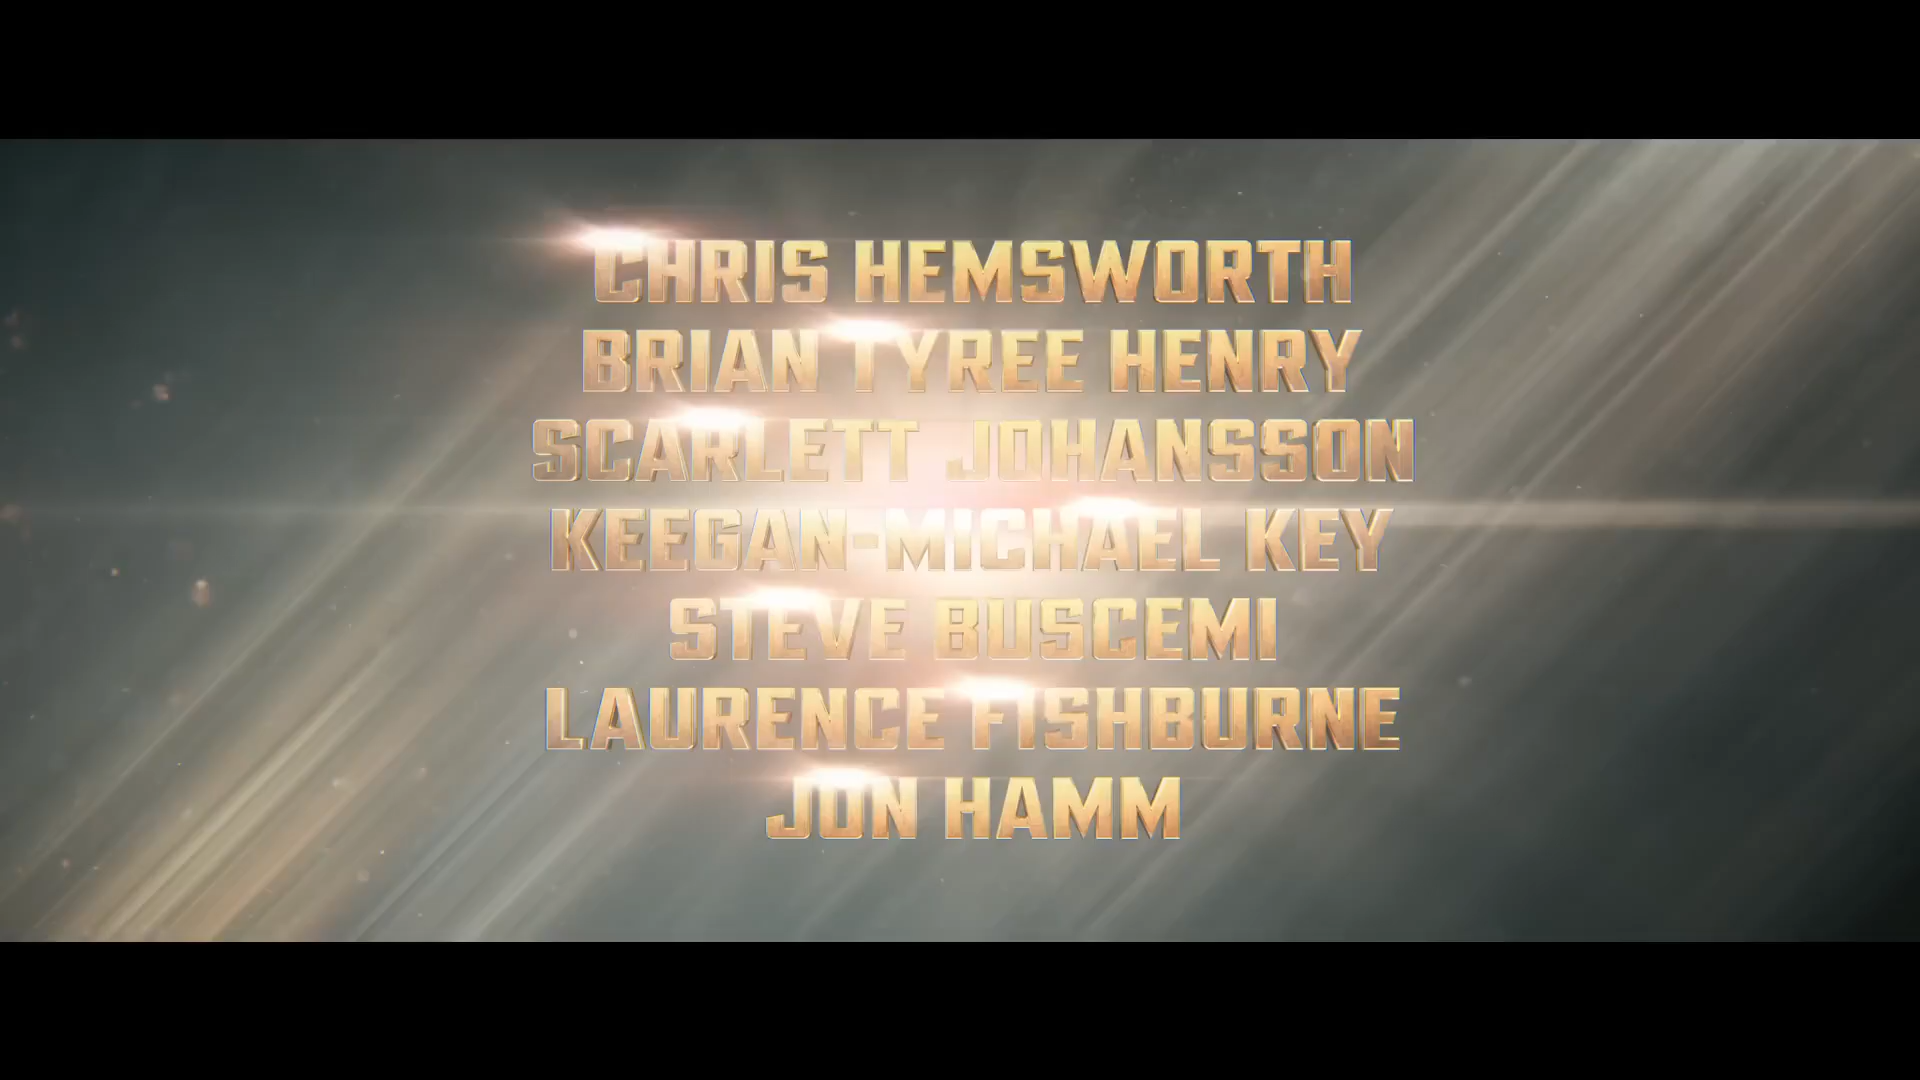 CHRIS HEMSWORTH
BRIAN TYREE HENRY
SCARLETT JOHANSSON
KEEGAN-MICHAEL KEY
STEVE BUSCEMI
LAURENCE FISHBURNE
JON HAMM